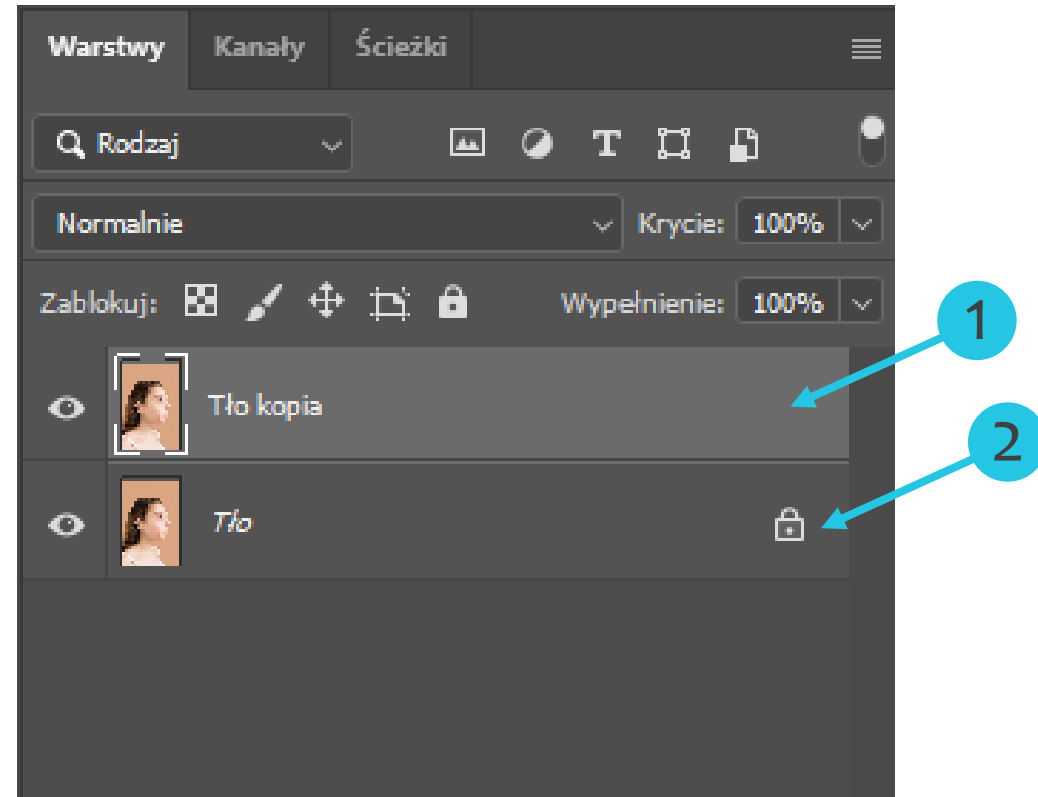 Warstwy Kanały Ścieżki
Rodzaj T
Normalnie Krycie: 100%
Zablokuj: Wypełnienie: 100%
1
Tło kopia
2
Tło